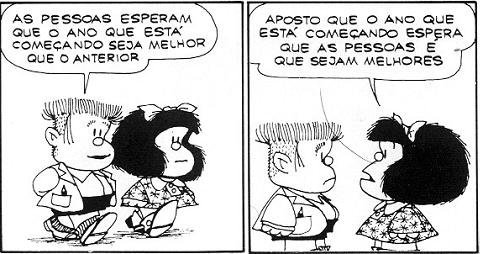 AS PESSOAS ESPERAM
QUE O ANO QUE ESTÁ
COMEÇANDO SEJA MELHOR
QUE O ANTERIOR
APOSTO QUE O ANO QUE
ESTÁ COMEÇANDO ESPERA
QUE AS PESSOAS É
QUE SEJAM MELHORES